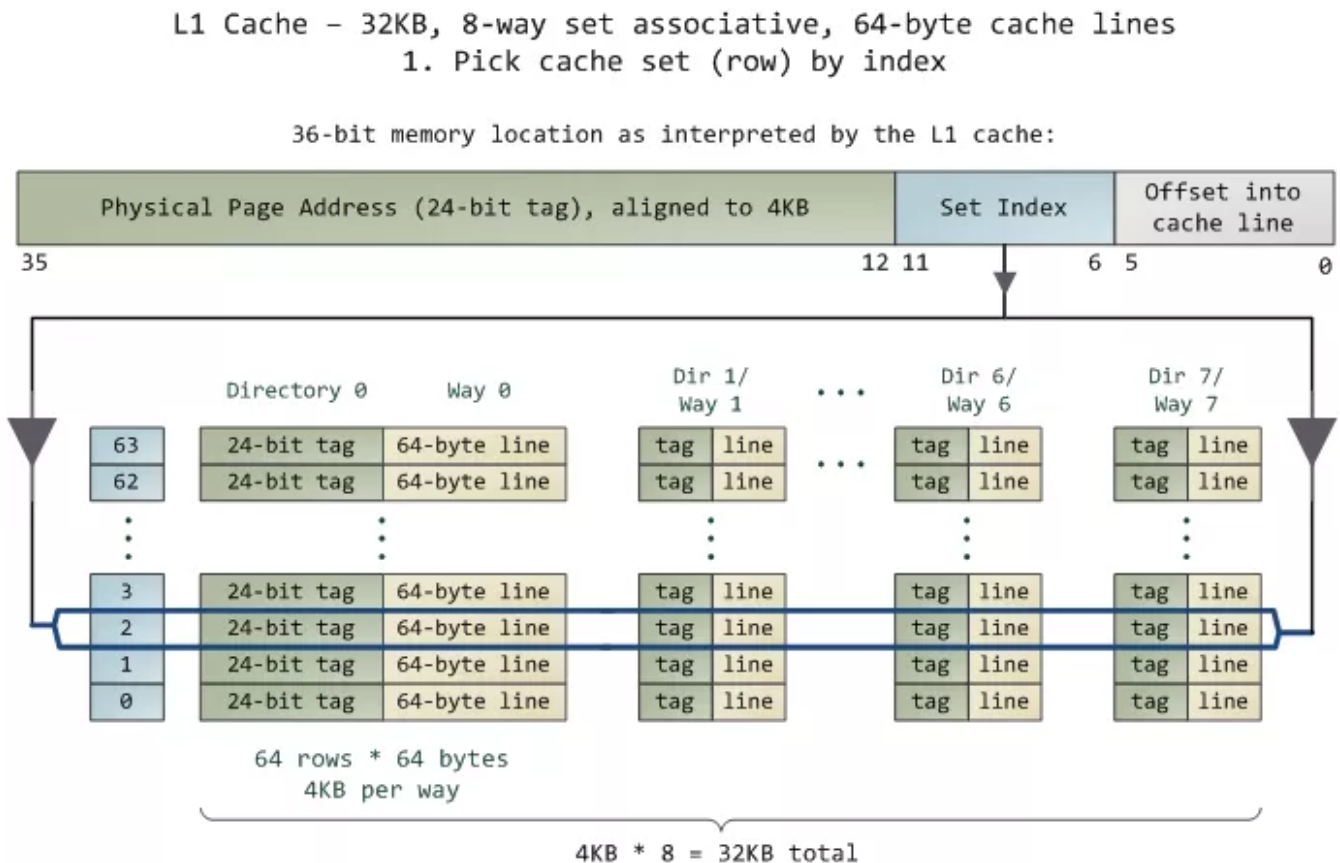 L1 Cache – 32KB, 8-way set associative, 64-byte cache lines
1. Pick cache set (row) by index
36-bit memory location as interpreted by the L1 cache:
Physical Page Address (24-bit tag), aligned to 4KB
Set Index
Offset into
cache line
35 12 11 6 5 0
Directory 0 Way 0
Dir 1/
Way 1
...
Dir 6/
Way 6
Dir 7/
Way 7
63 24-bit tag 64-byte line tag line ... tag line tag line
62 24-bit tag 64-byte line tag line tag line tag line
3 24-bit tag 64-byte line tag line tag line tag line
2 24-bit tag 64-byte line tag line tag line tag line
1 24-bit tag 64-byte line tag line tag line tag line
0 24-bit tag 64-byte line tag line tag line tag line
64 rows * 64 bytes
4KB per way
4KB * 8 = 32KB total